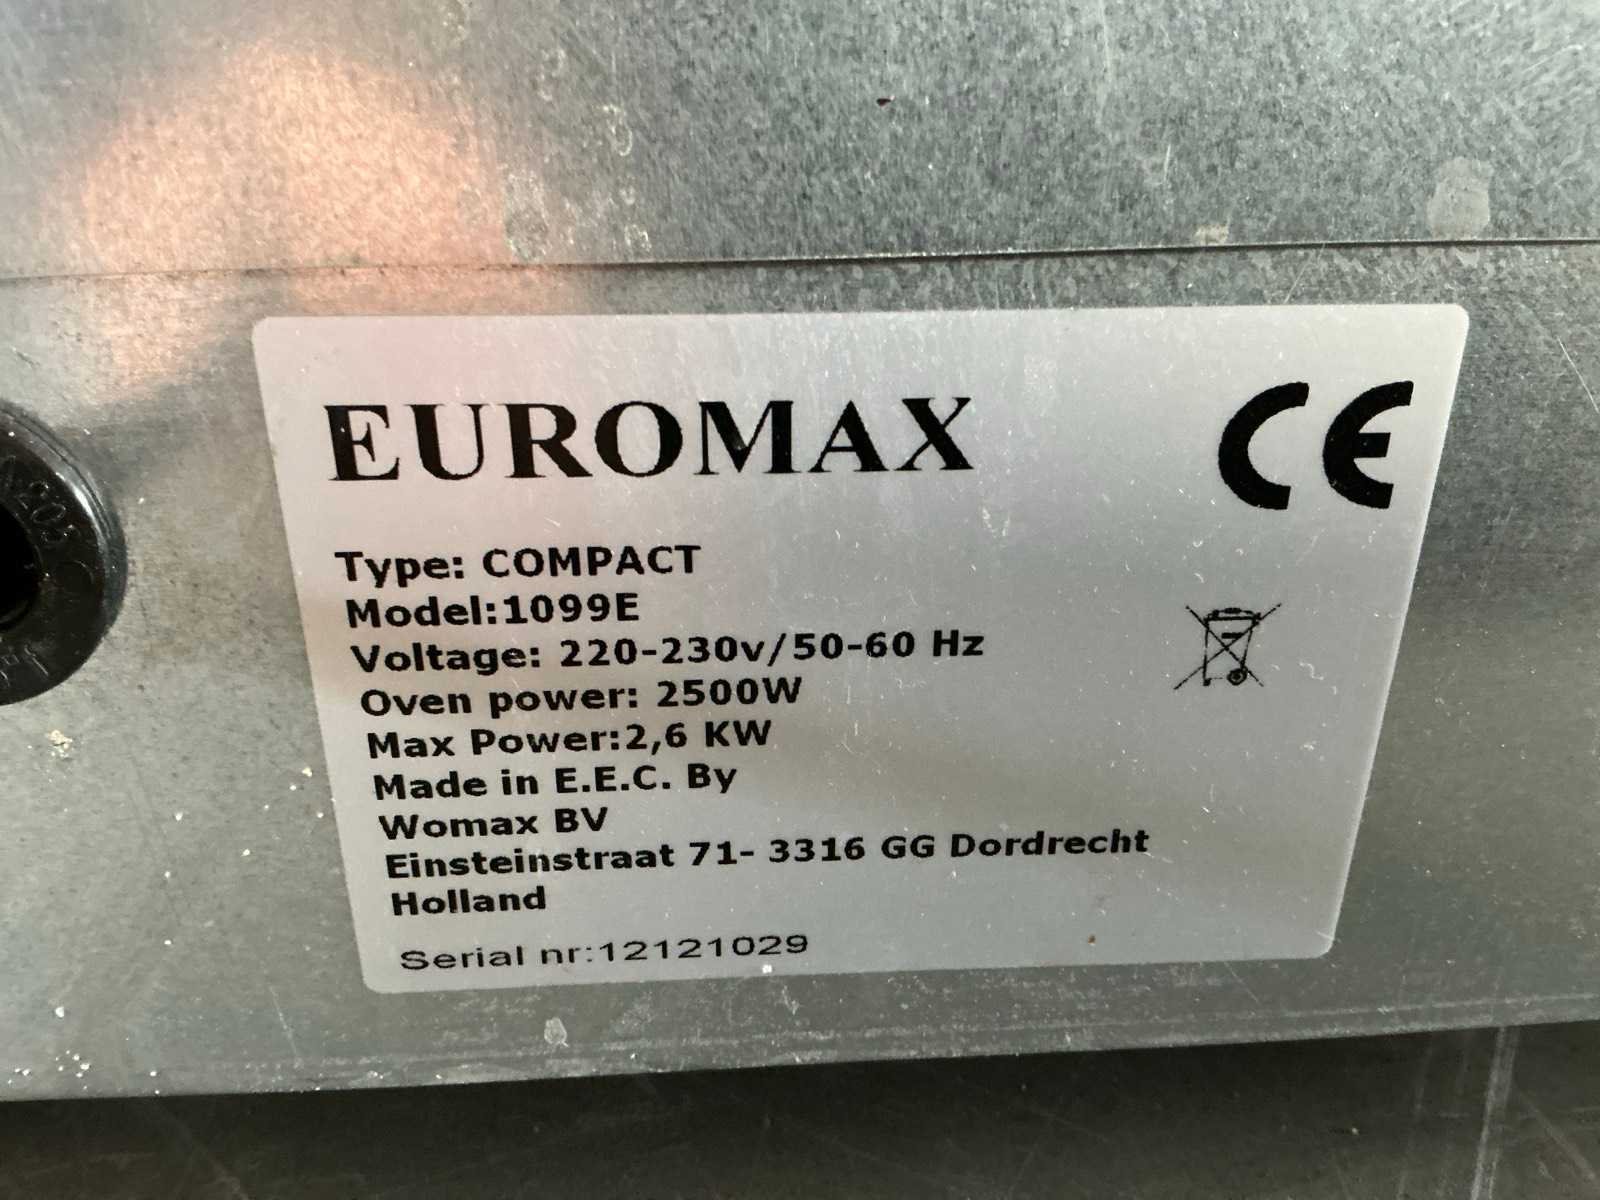 EUROMAX CE
Type: COMPACT
Model:1099E
Voltage: 220-230v/50-60 Hz
Oven power: 2500W
Max Power:2,6 KW
Made in E.E.C. By
Womax BV
Einsteinstraat 71- 3316 GG Dordrecht
Holland
Serial nr:12121029